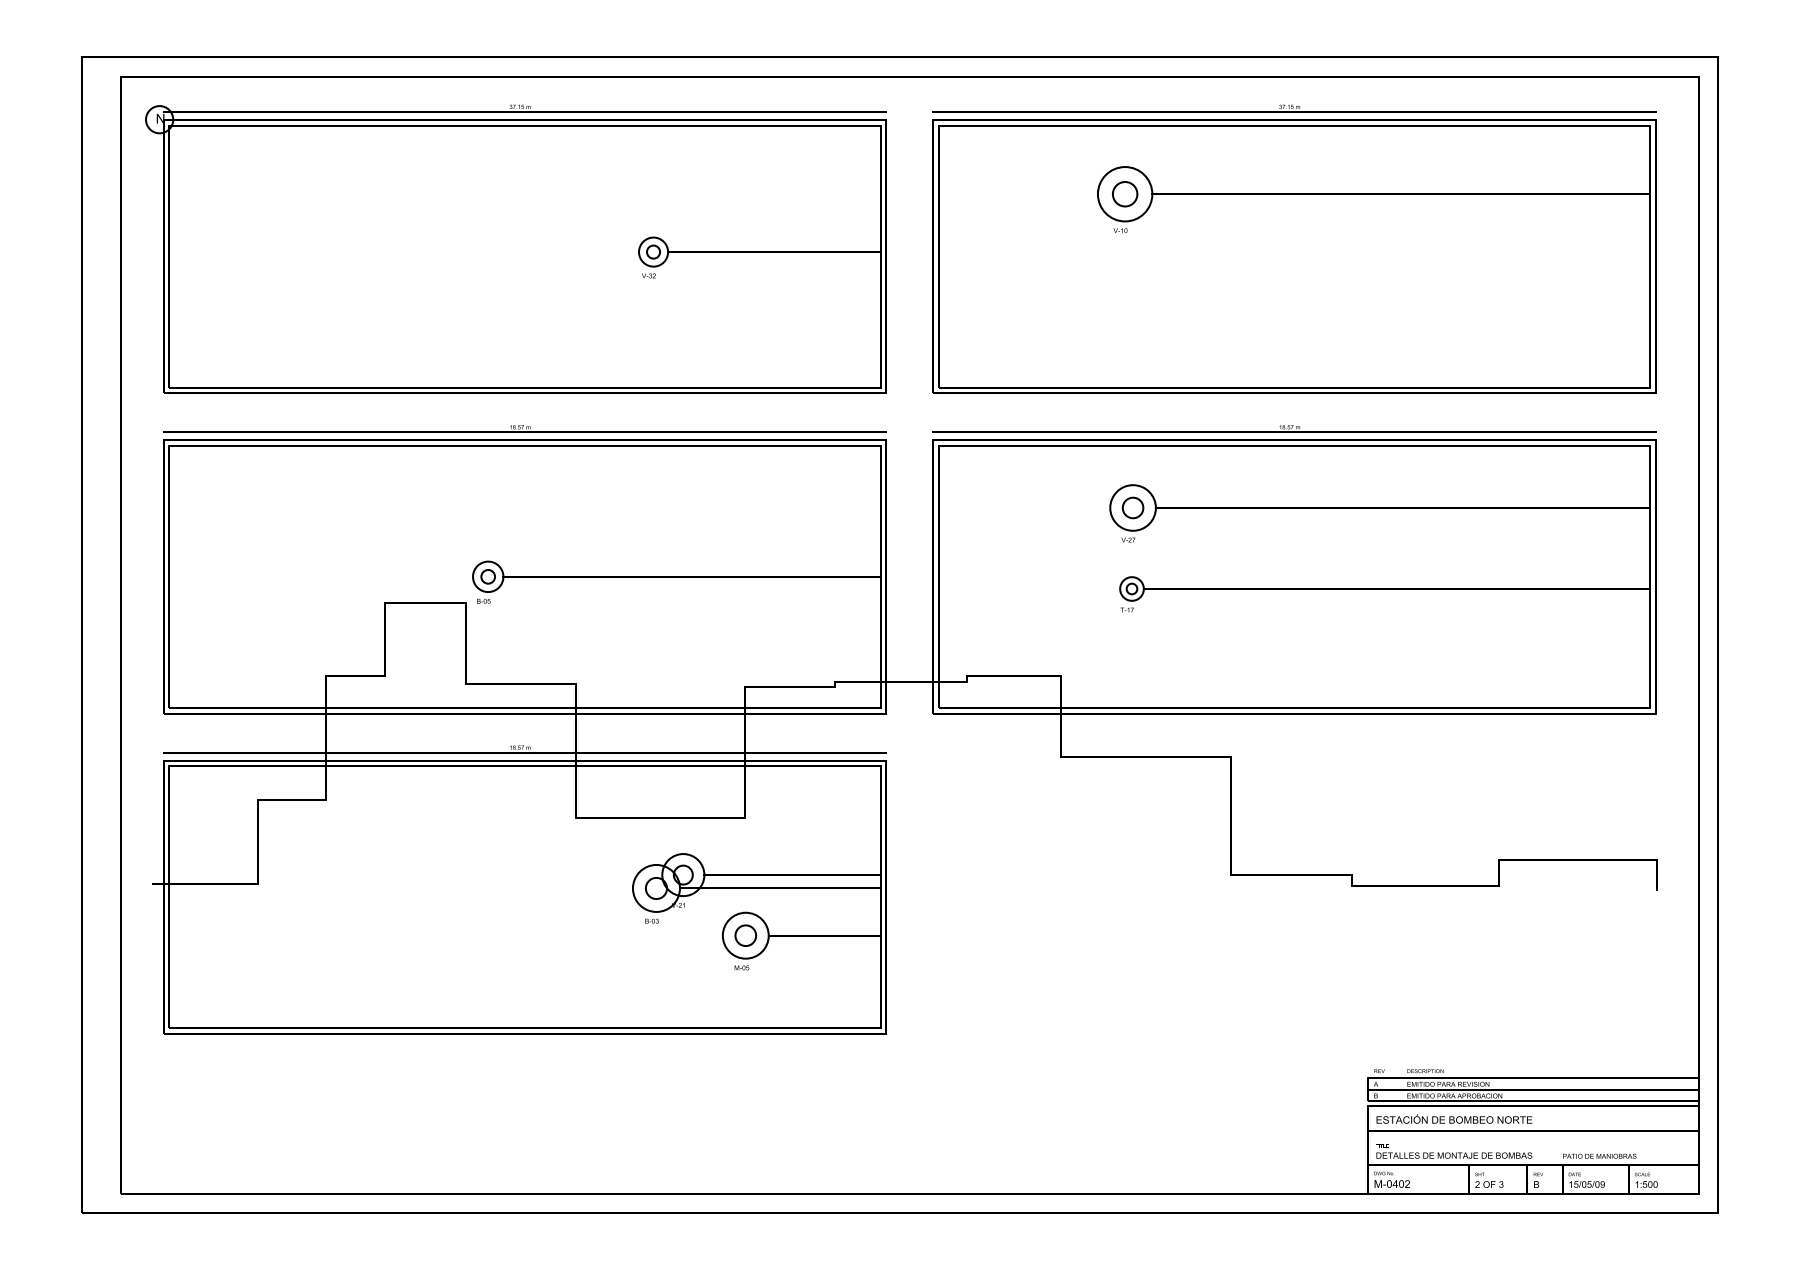 37.15 m
37.15 m
N
V-10
V-32
18.57 m
18.57 m
V-27
B-05
T-17
18.57 m
B-03
M-05
REV DESCRIPTION
A EMITIDO PARA REVISION
B EMITIDO PARA APROBACION
ESTACIÓN DE BOMBEO NORTE
TITLE
DETALLES DE MONTAJE DE BOMBAS PATIO DE MANIOBRAS
DWG No. SHT REV DATE SCALE
M-0402 2 OF 3 B 15/05/09 1:500